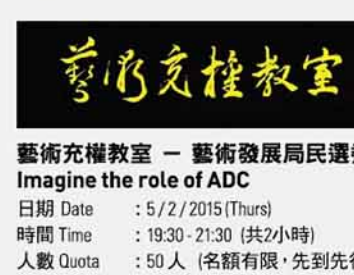 藝術充權教室
藝術充權教室 － 藝術發展局民選
Imagine the role of ADC
日期 Date : 5/2/2015 (Thurs)
時間 Time : 19:30 - 21:30 (共2小時)
人數 Quota : 50人 (名額有限，先到先